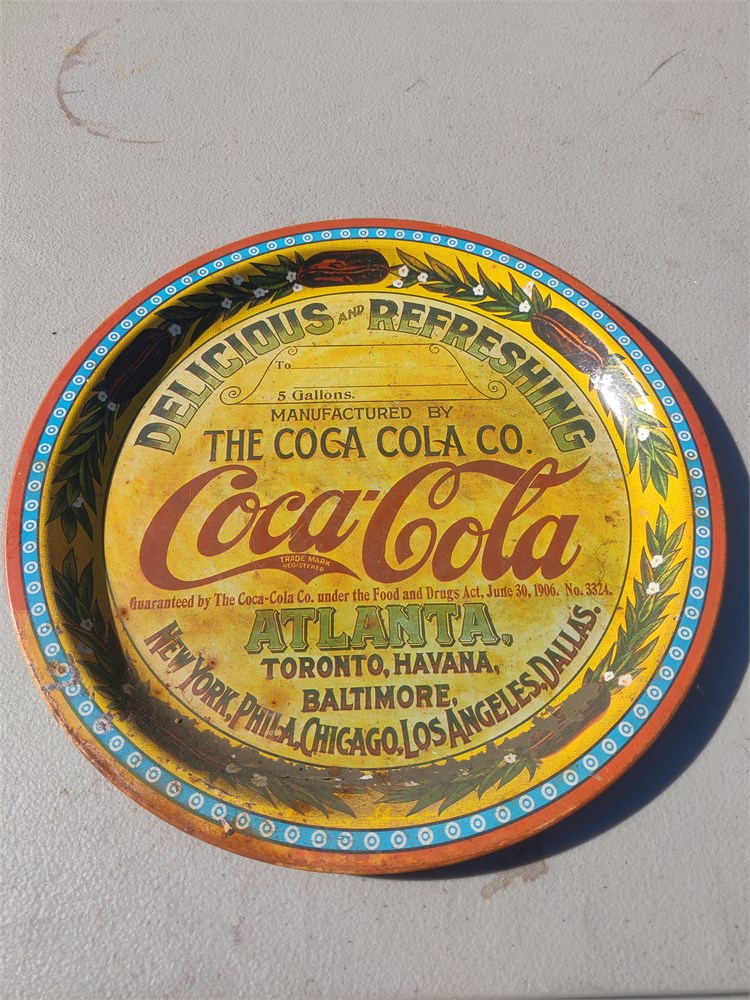 DELICIOUS AND REFRESHING
To
5 Gallons.
MANUFACTURED BY
THE COCA COLA CO.
Coca-Cola
TRADE MARK
REGISTERED
Guaranteed by The Coca-Cola Co. under the Food and Drugs Act, June 30, 1906. No. 3324.
ATLANTA,
TORONTO, HAVANA,
BALTIMORE,
NEW YORK, PHILA, CHICAGO, LOS ANGELES, DALLAS.